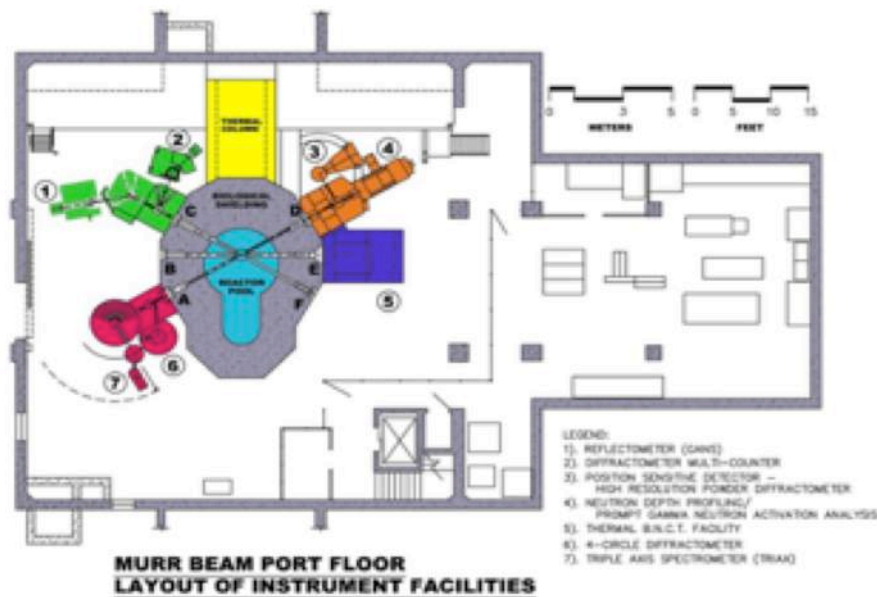 THERMAL
COLUMN
0 3 5
METERS
0 5 10 15
FEET
2
3
4
1
BIOLOGICAL
SHIELDING
C
D
B
E
REACTOR
POOL
A
F
5
6
7
LEGEND:
1). REFLECTOMETER (GANS)
2). DIFFRACTOMETER MULTI-COUNTER
3). POSITION SENSITIVE DETECTOR -
HIGH RESOLUTION POWDER DIFFRACTOMETER
4). NEUTRON DEPTH PROFILING/
PROMPT GAMMA NEUTRON ACTIVATION ANALYSIS
5). THERMAL B.N.C.T. FACILITY
6). 4-CIRCLE DIFFRACTOMETER
7). TRIPLE AXIS SPECTROMETER (TRIAX)
MURR BEAM PORT FLOOR
LAYOUT OF INSTRUMENT FACILITIES